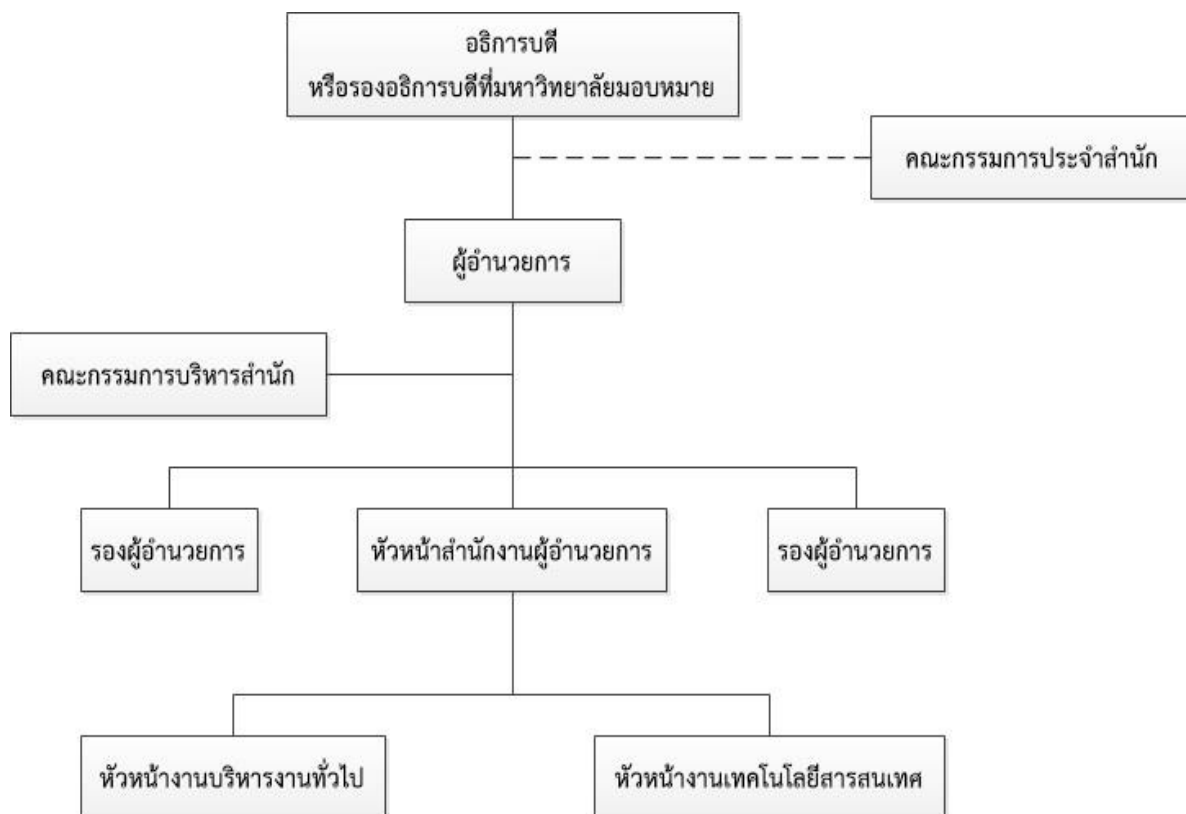 อธิการบดี
หรือรองอธิการบดีที่มหาวิทยาลัยมอบหมาย
คณะกรรมการประจำสำนัก
ผู้อำนวยการ
คณะกรรมการบริหารสำนัก
รองผู้อำนวยการ
หัวหน้าสำนักงานผู้อำนวยการ
รองผู้อำนวยการ
หัวหน้างานบริหารงานทั่วไป
หัวหน้างานเทคโนโลยีสารสนเทศ